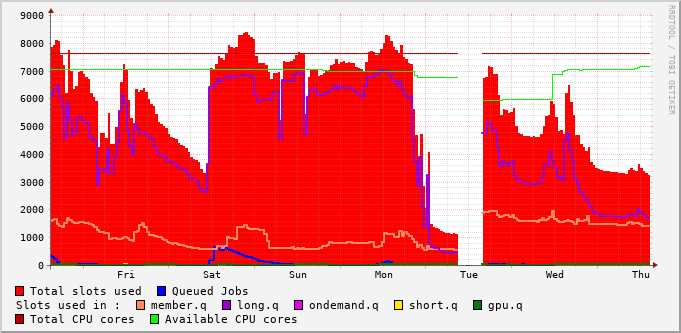 9000
8000
7000
6000
5000
4000
3000
2000
1000
0
Fri Sat Sun Mon Tue Wed Thu
RRDTOOL / TOBI OETIKER
Total slots used Queued Jobs
Slots used in : member.q long.q ondemand.q short.q gpu.q
Total CPU cores Available CPU cores